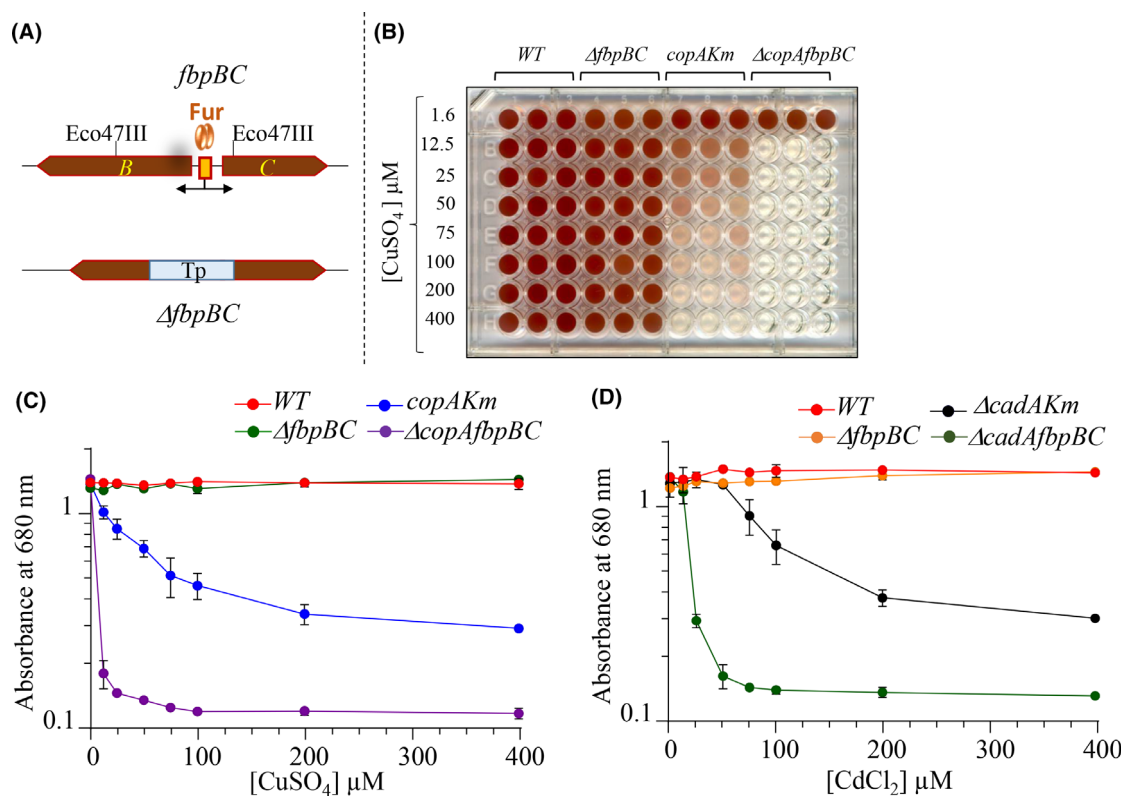 (A)
fbpBC
Fur
Eco47III Eco47III
B C
Tp
ΔfbpBC
(B)
WT ΔfbpBC copAKm ΔcopAfbpBC
[CuSO4] µM
1.6
12.5
25
50
75
100
200
400
A
B
C
D
E
F
G
H
(C)
WT copAKm
ΔfbpBC ΔcopAfbpBC
Absorbance at 680 nm
1
0.1
0 100 200 300 400
[CuSO4] µM
(D)
WT ΔcadAKm
ΔfbpBC ΔcadAfbpBC
Absorbance at 680 nm
1
0.1
0 100 200 300 400
[CdCl2] µM